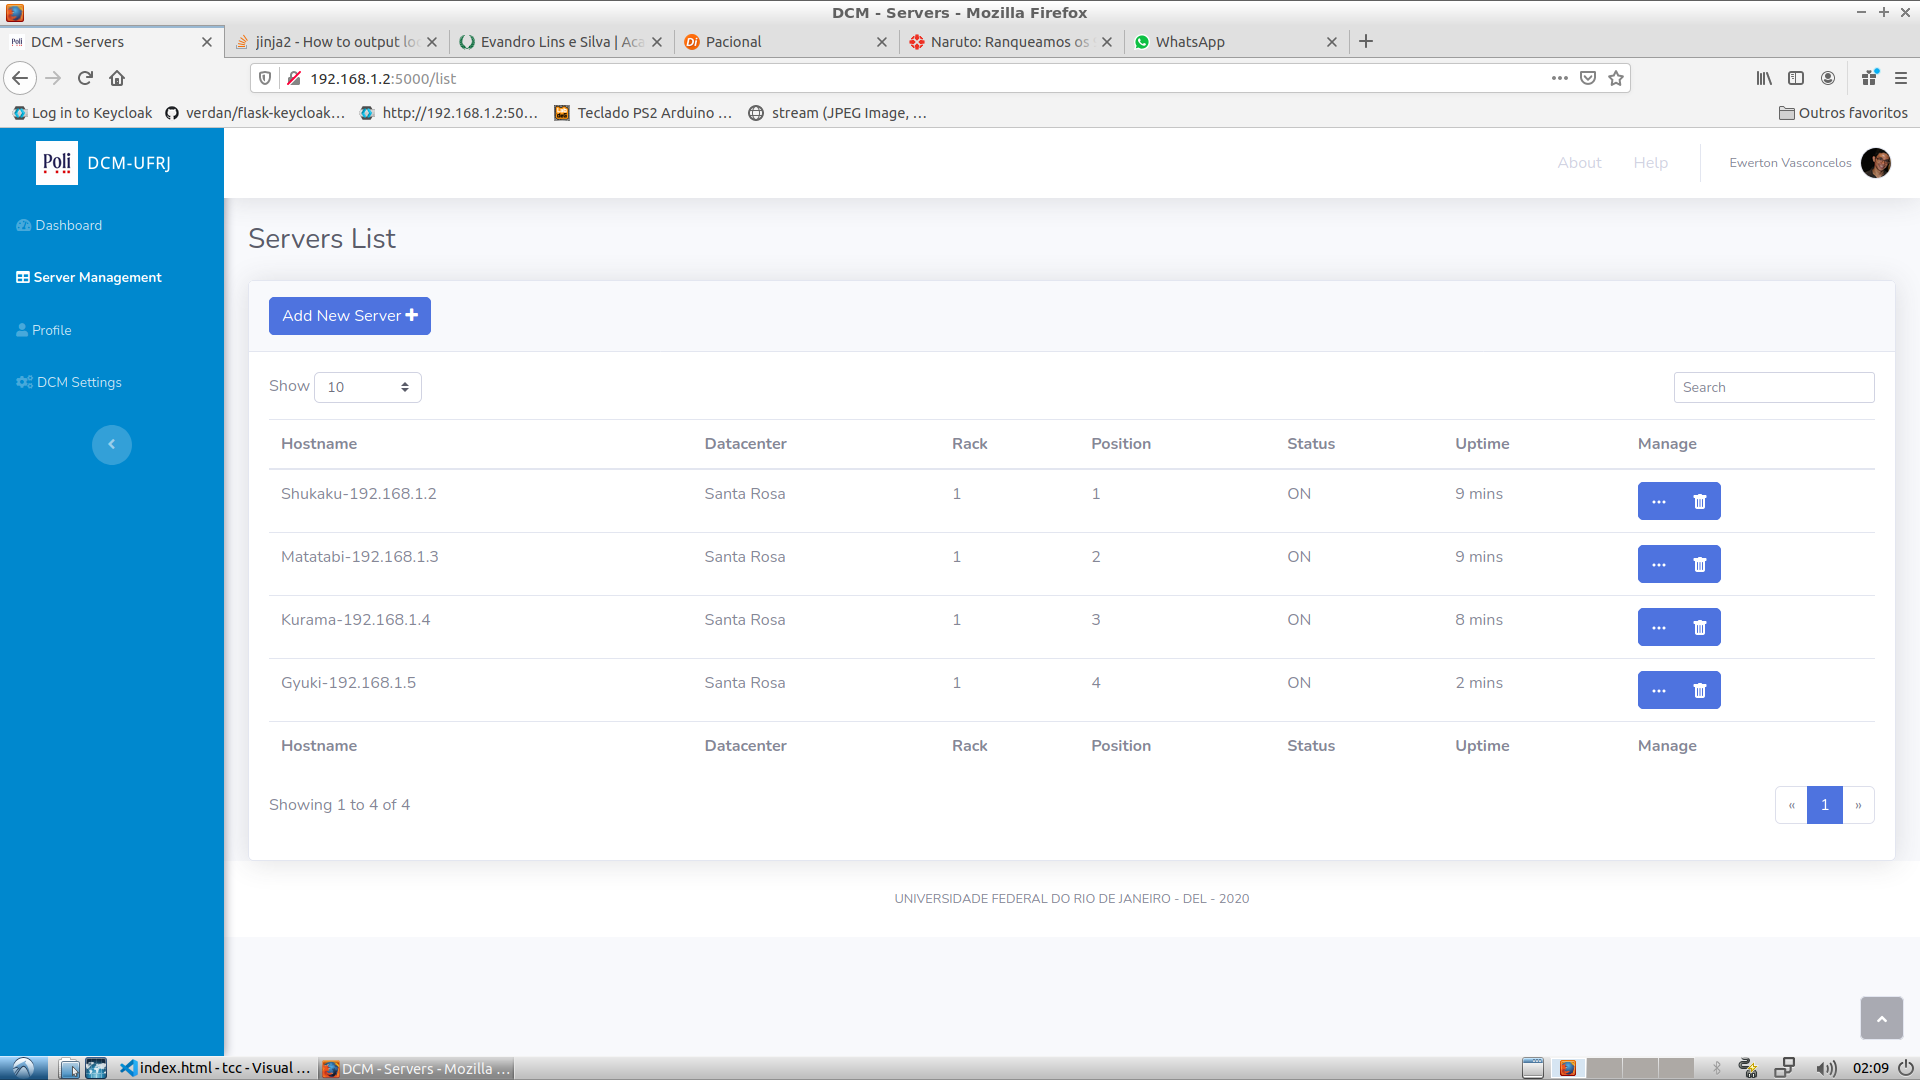 DCM - Servers - Mozilla Firefox
Poli DCM - Servers
jinja2 - How to output lo
Evandro Lins e Silva | Aca
Di Pacional
Naruto: Ranqueamos os
WhatsApp
192.168.1.2:5000/list
Log in to Keycloak
verdan/flask-keycloak...
http://192.168.1.2:50...
Teclado PS2 Arduino ...
stream (JPEG Image, ...
Outros favoritos
Poli DCM-UFRJ
About Help Ewerton Vasconcelos
Dashboard
Server Management
Profile
DCM Settings
Servers List
Add New Server
Show 10
Search
Hostname Datacenter Rack Position Status Uptime Manage
Shukaku-192.168.1.2 Santa Rosa 1 1 ON 9 mins
Matatabi-192.168.1.3 Santa Rosa 1 2 ON 9 mins
Kurama-192.168.1.4 Santa Rosa 1 3 ON 8 mins
Gyuki-192.168.1.5 Santa Rosa 1 4 ON 2 mins
Hostname Datacenter Rack Position Status Uptime Manage
Showing 1 to 4 of 4
« 1 »
UNIVERSIDADE FEDERAL DO RIO DE JANEIRO - DEL - 2020
index.html - tcc - Visual ...
DCM - Servers - Mozilla ...
02:09